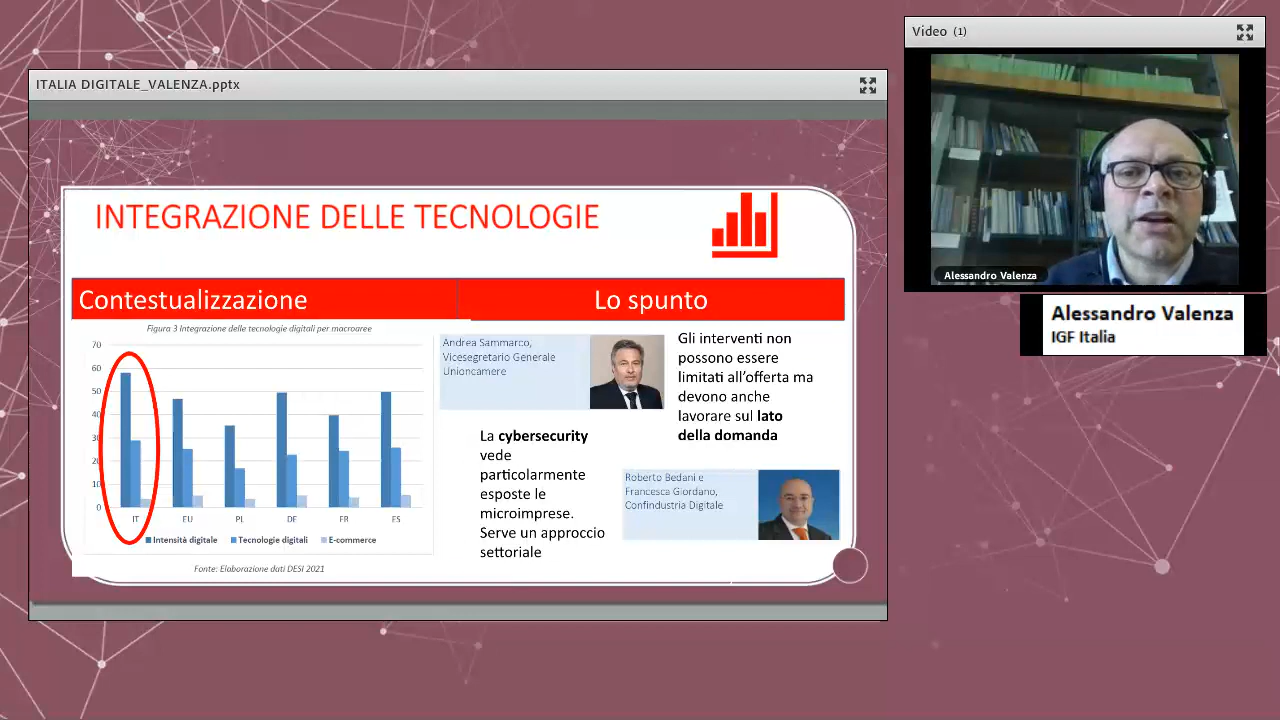 Video (1)
ITALIA DIGITALE_VALENZA.pptx
Alessandro Valenza
Alessandro Valenza
IGF Italia
INTEGRAZIONE DELLE TECNOLOGIE
Contestualizzazione
Lo spunto
Figura 3 Integrazione delle tecnologie digitali per macroaree
70
60
50
40
30
20
10
0
IT EU PL DE FR ES
Intensità digitale Tecnologie digitali E-commerce
Fonte: Elaborazione dati DESI 2021
Andrea Sammarco,
Vicesegretario Generale
Unioncamere
La cybersecurity
vede
particolarmente
esposte le
microimprese.
Serve un approccio
settoriale
Gli interventi non
possono essere
limitati all'offerta ma
devono anche
lavorare sul lato
della domanda
Roberto Bedani e
Francesca Giordano,
Confindustria Digitale